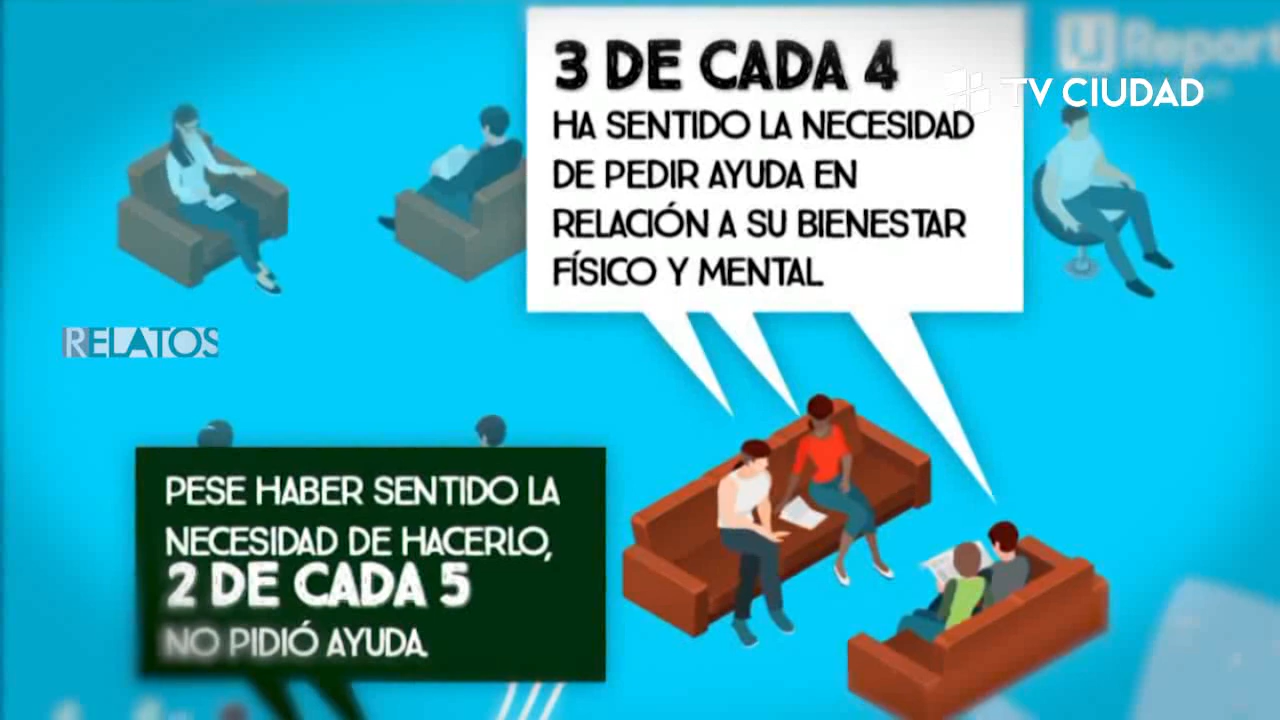 3 DE CADA 4
HA SENTIDO LA NECESIDAD
DE PEDIR AYUDA EN
RELACIÓN A SU BIENESTAR
FÍSICO Y MENTAL
U Report
TV CIUDAD
RELATOS
PESE HABER SENTIDO LA
NECESIDAD DE HACERLO,
2 DE CADA 5
NO PIDIÓ AYUDA.